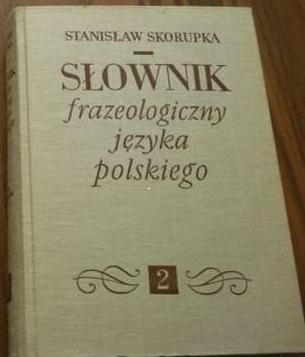 STANISŁAW SKORUPKA
SŁOWNIK
frazeologiczny
języka
polskiego
2